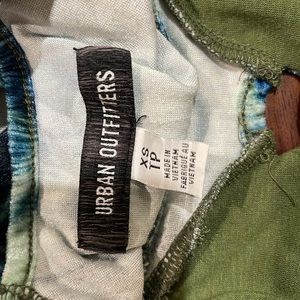 URBAN OUTFITTERS
XS
TP
MADE IN
VIETNAM
FABRIQUÉ AU
VIETNAM